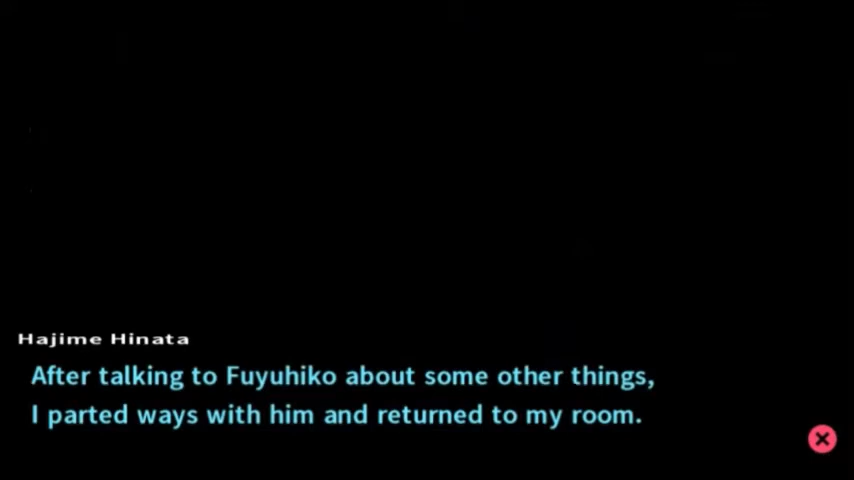 Hajime Hinata
After talking to Fuyuhiko about some other things,
I parted ways with him and returned to my room.